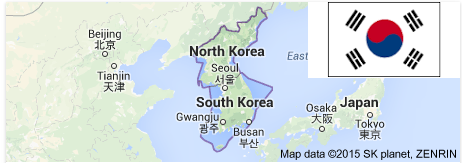 Beijing
北京
North Korea
Tianjin
天津
Seoul
서울
South Korea
Gwangju
광주
Busan
부산
Japan
Osaka
大阪
Tokyo
東京
Map data ©2015 SK planet, ZENRIN